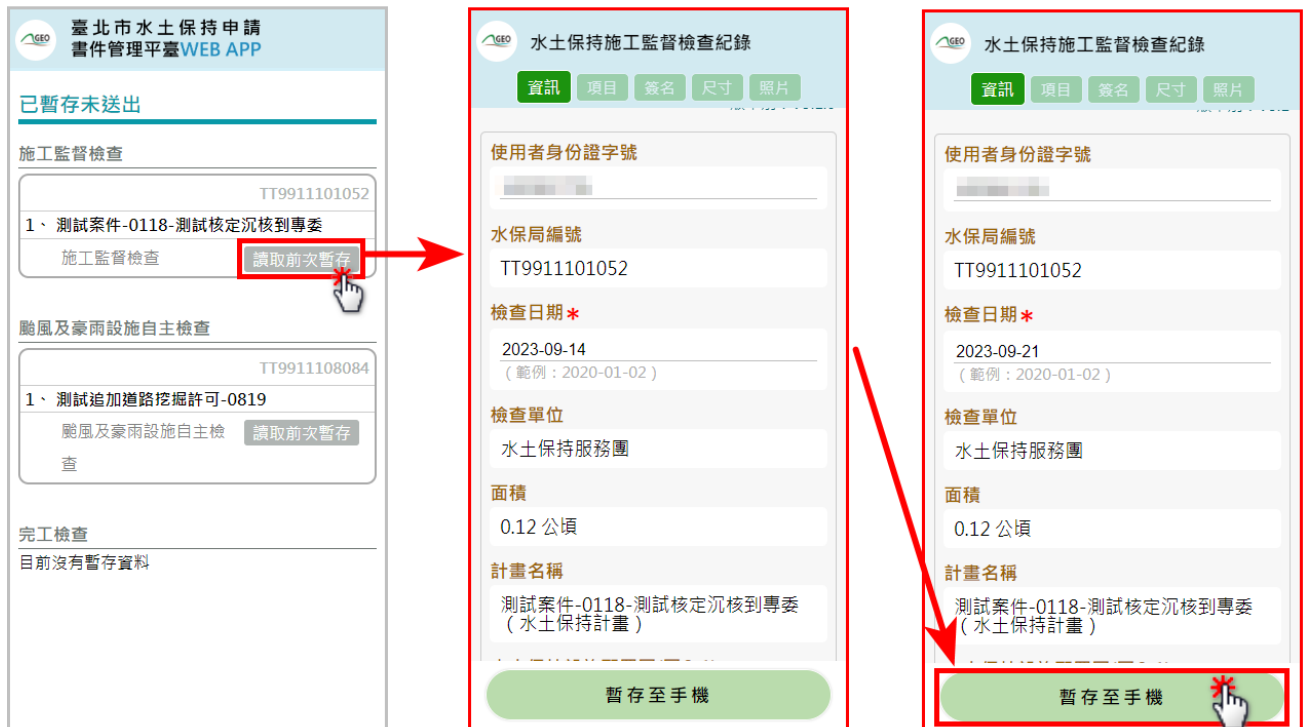 GEO
臺北市水土保持申請
書件管理平臺WEB APP
已暫存未送出
施工監督檢查
TT9911101052
1、 測試案件-0118-測試核定沉核到專委
施工監督檢查 讀取前次暫存
颱風及豪雨設施自主檢查
TT9911108084
1、 測試追加道路挖掘許可-0819
颱風及豪雨設施自主檢 讀取前次暫存
查
完工檢查
目前沒有暫存資料
GEO
水土保持施工監督檢查紀錄
資訊 項目 簽名 尺寸 照片
使用者身份證字號
水保局編號
TT9911101052
檢查日期*
2023-09-14
(範例：2020-01-02)
檢查單位
水土保持服務團
面積
0.12 公頃
計畫名稱
測試案件-0118-測試核定沉核到專委
(水土保持計畫)
暫存至手機
GEO
水土保持施工監督檢查紀錄
資訊 項目 簽名 尺寸 照片
使用者身份證字號
水保局編號
TT9911101052
檢查日期*
2023-09-21
(範例：2020-01-02)
檢查單位
水土保持服務團
面積
0.12 公頃
計畫名稱
測試案件-0118-測試核定沉核到專委
(水土保持計畫)
暫存至手機